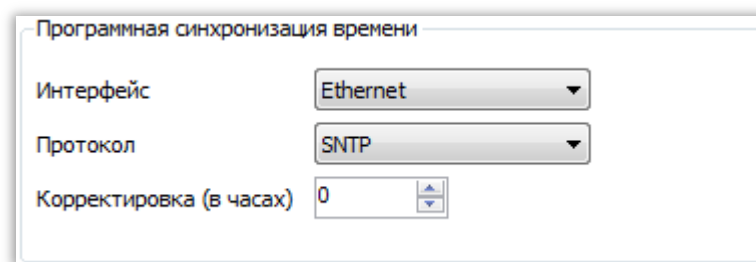 Программная синхронизация времени
Интерфейс Ethernet
Протокол SNTP
Корректировка (в часах) 0